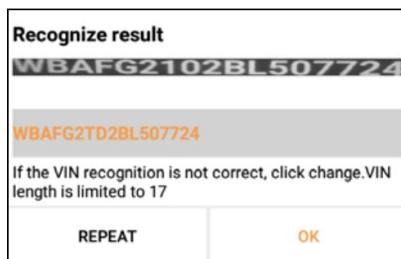 Recognize result
WBAFG2102BL507724
WBAFG2TD2BL507724
If the VIN recognition is not correct, click change.VIN
length is limited to 17
REPEAT OK